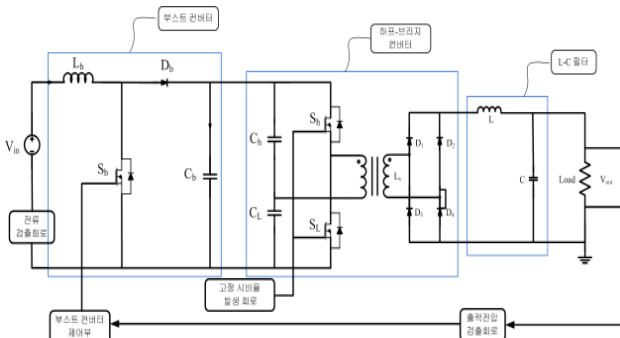 부스트 컨버터
하프-브리지
컨버터
L-C 필터
L_b
D_b
V_in
S_b
C_b
C_h
C_L
S_h
S_L
L_s
D_1
D_2
D_3
D_4
L
C
Load
V_out
전류
검출회로
고정 시비율
발생 회로
부스트 컨버터
제어부
출력전압
검출회로